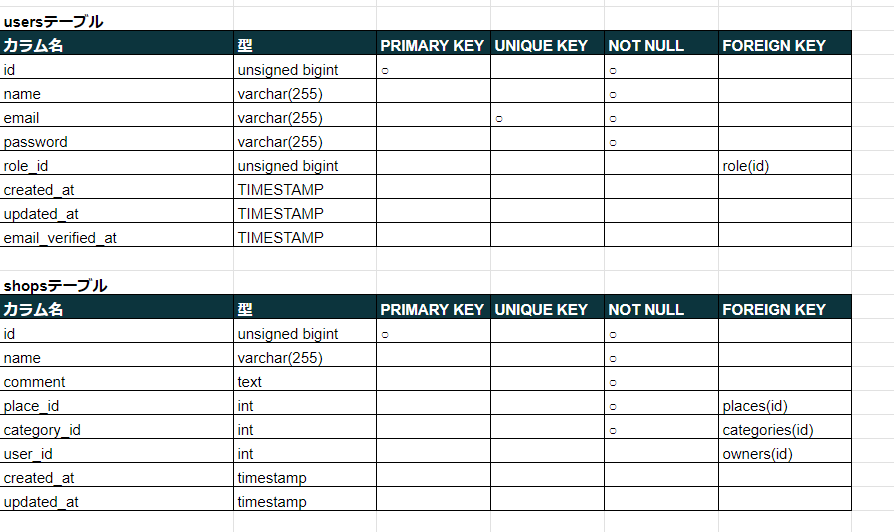 usersテーブル
カラム名 型 PRIMARY KEY UNIQUE KEY NOT NULL FOREIGN KEY
id unsigned bigint ○ ○
name varchar(255) ○
email varchar(255) ○ ○
password varchar(255) ○
role_id unsigned bigint role(id)
created_at TIMESTAMP
updated_at TIMESTAMP
email_verified_at TIMESTAMP
shopsテーブル
カラム名 型 PRIMARY KEY UNIQUE KEY NOT NULL FOREIGN KEY
id unsigned bigint ○ ○
name varchar(255) ○
comment text ○
place_id int ○ places(id)
category_id int ○ categories(id)
user_id int owners(id)
created_at timestamp
updated_at timestamp